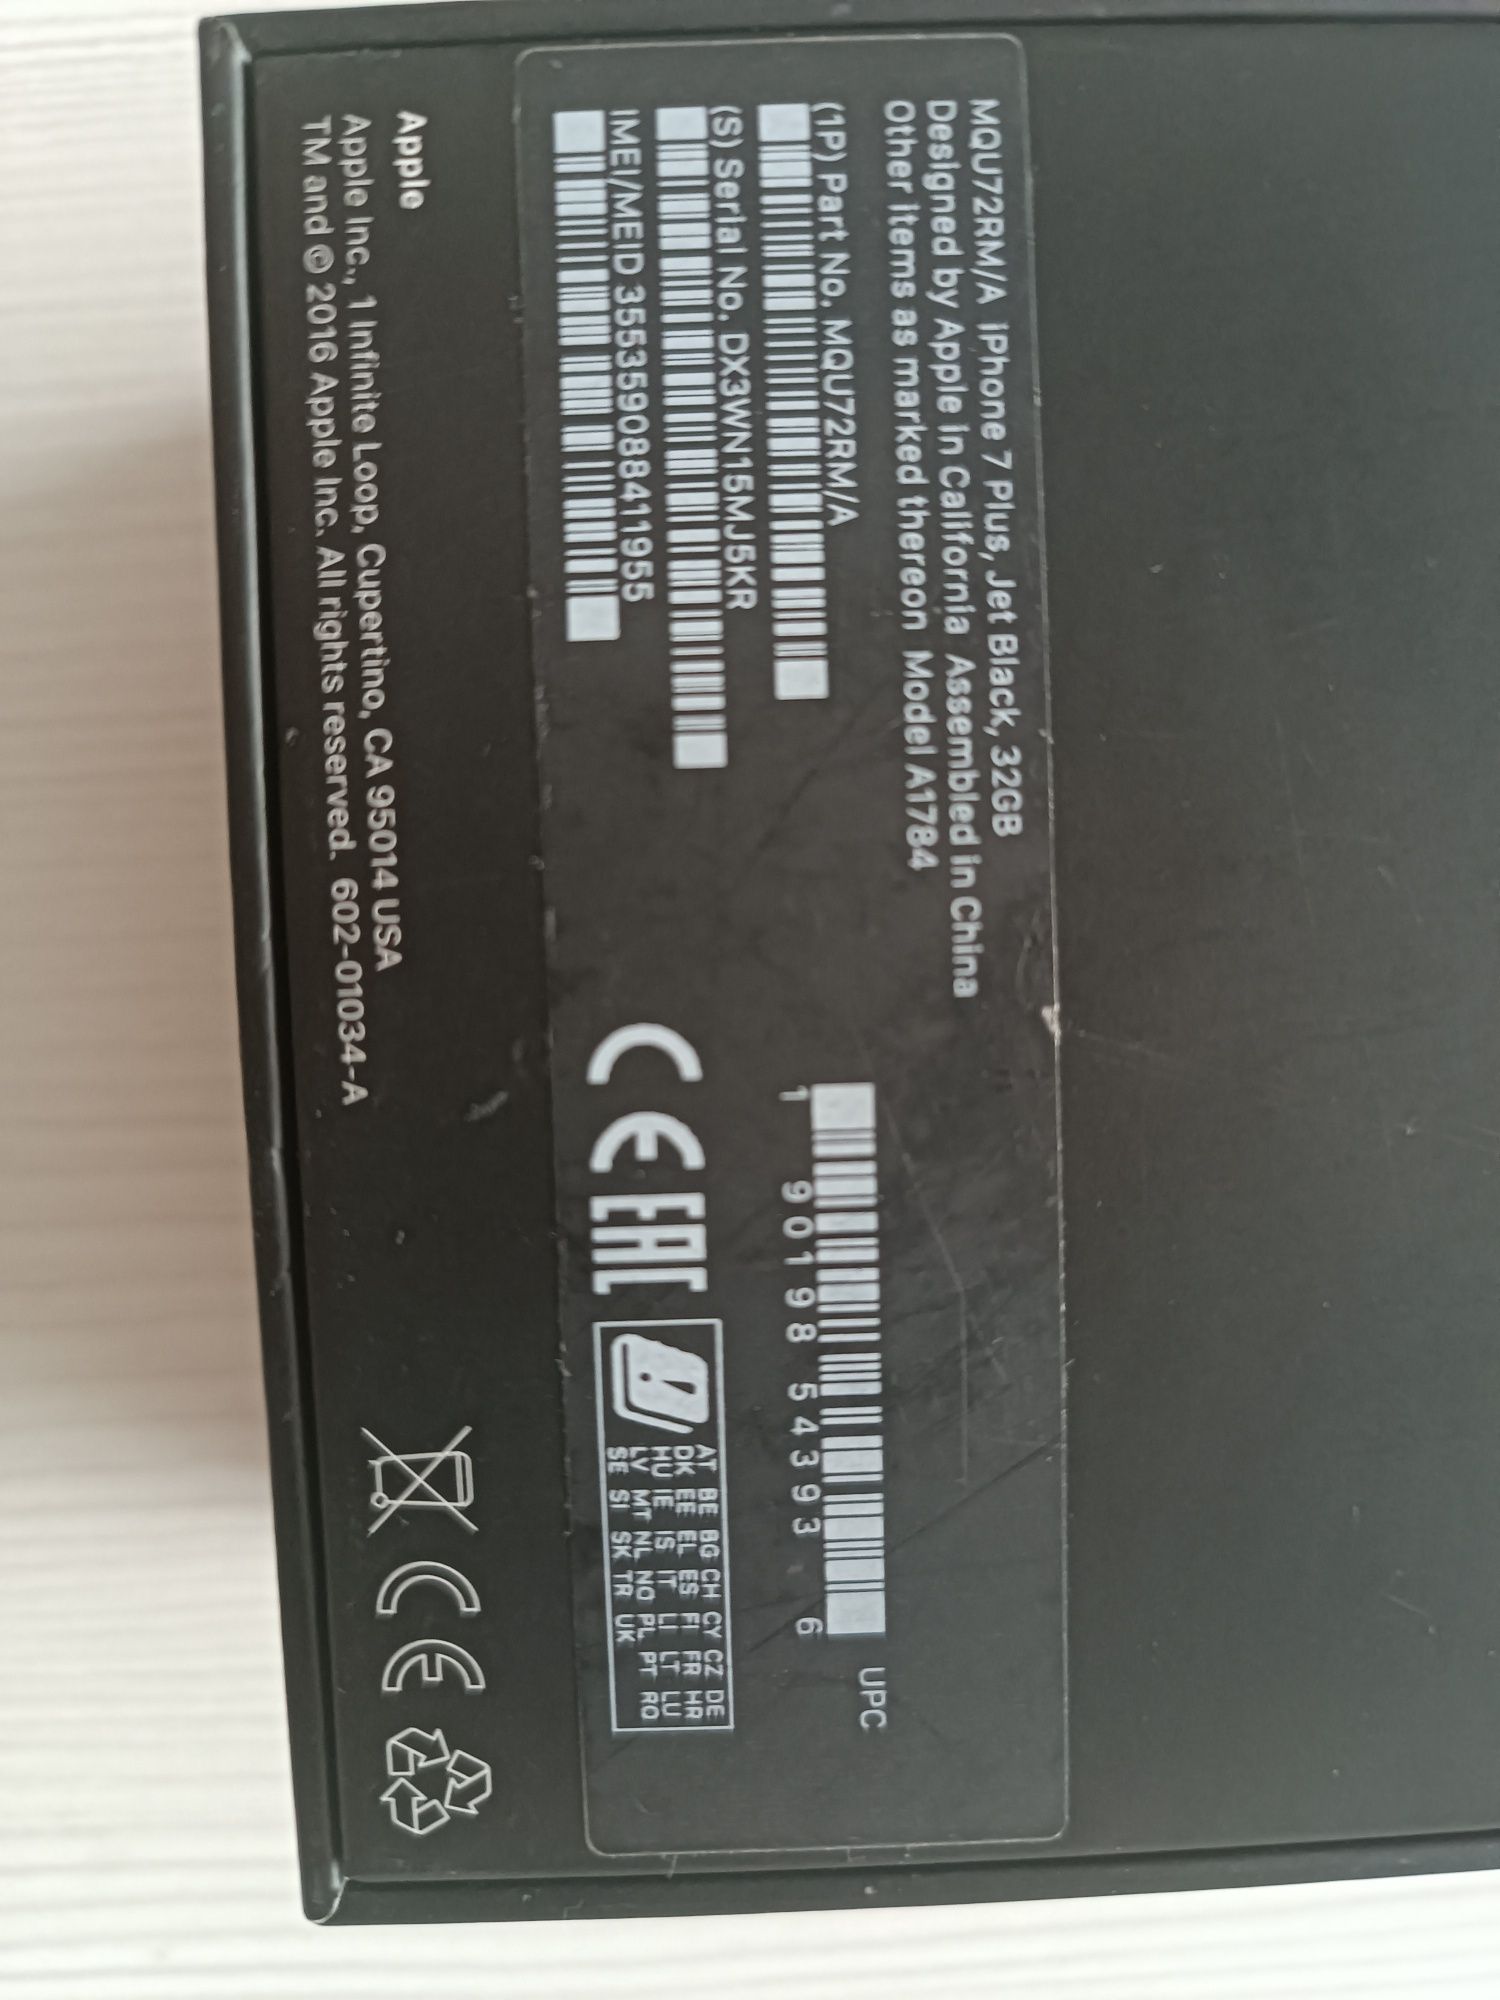 MQU72RM/A iPhone 7 Plus, Jet Black, 32GB
Designed by Apple in California Assembled in China
Other items as marked thereon Model A1784
(1P) Part No. MQU72RM/A
(S) Serial No. DX3WN15MJ5KR
IMEI/MEID 355359088411955
UPC
1 90198 54393 6
CE EAC
AT BE BG CH CY CZ DE
DK EE EL ES FI FR HR
HU IE IS IT LI LT LU
LV MT NL NO PL PT RO
SE SI SK TR UK
Apple
Apple Inc., 1 Infinite Loop, Cupertino, CA 95014 USA
TM and © 2016 Apple Inc. All rights reserved. 602-01034-A
CE